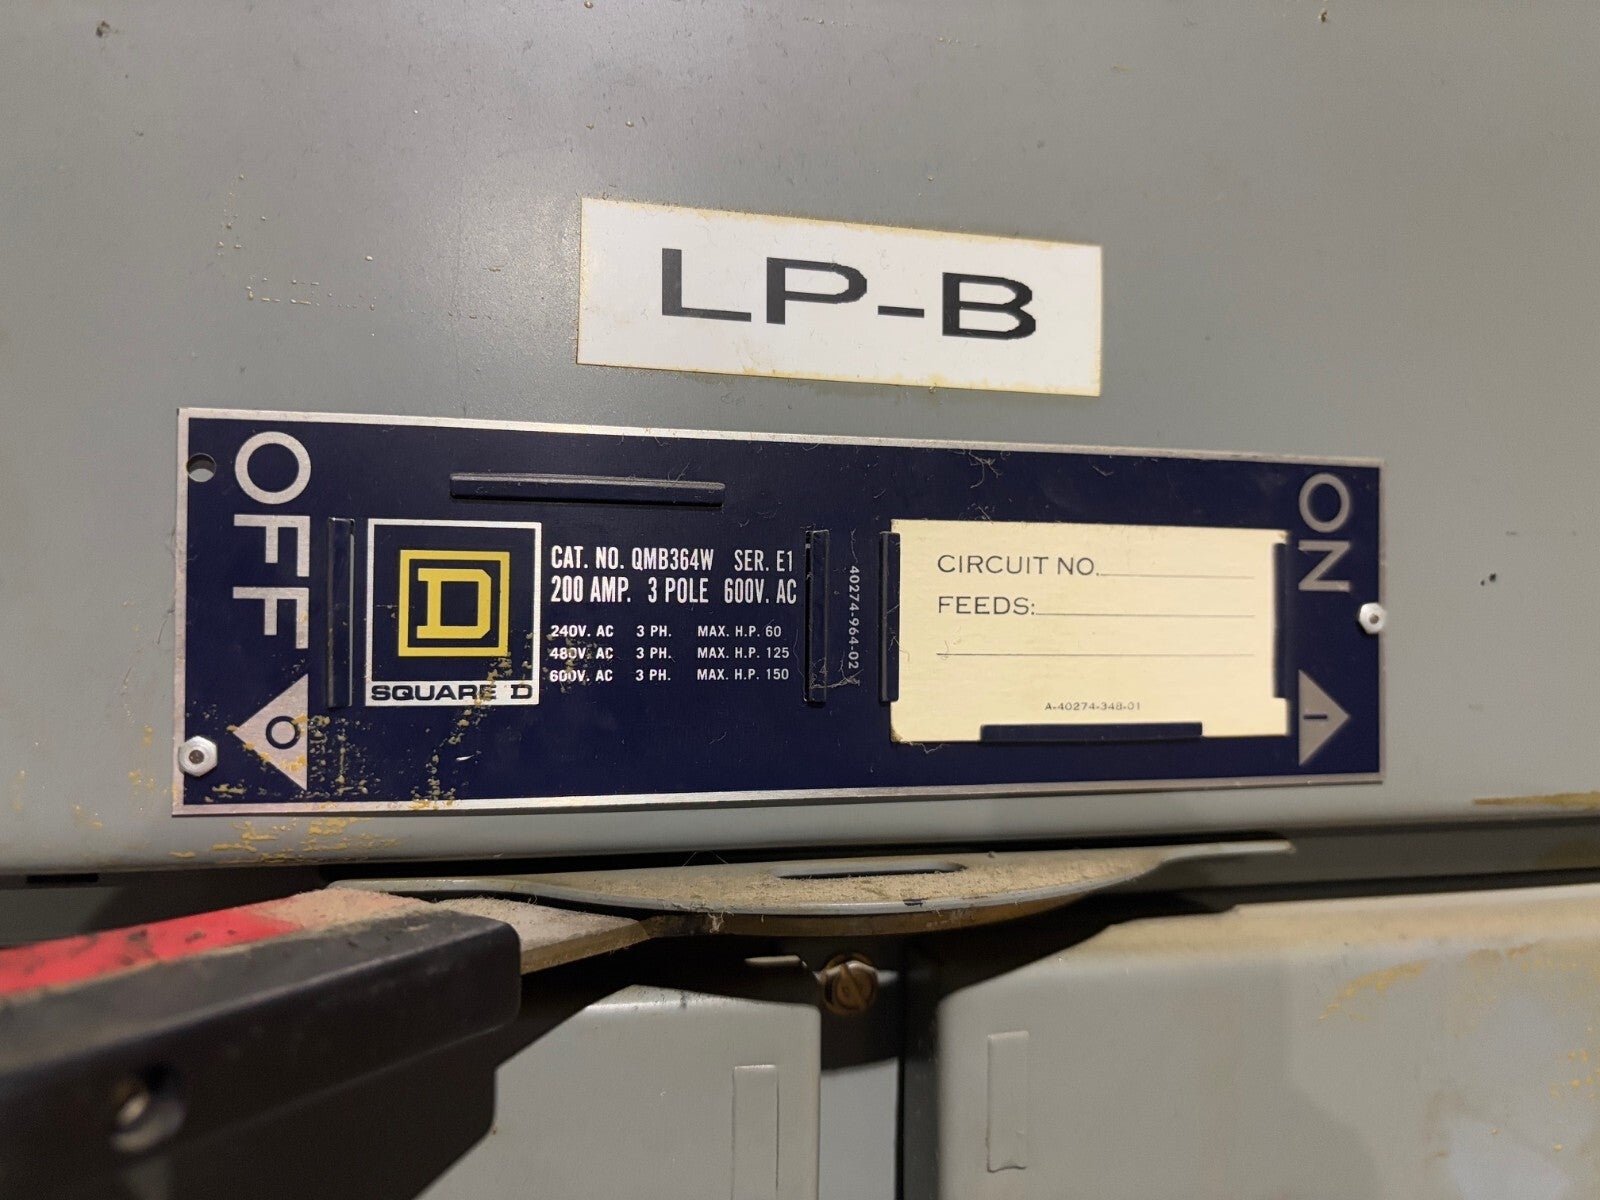 LP-B
OFF
O
D
SQUARE D
CAT. NO. QMB364W SER. E1
200 AMP. 3 POLE 600V. AC
240V. AC 3 PH. MAX. H.P. 60
480V. AC 3 PH. MAX. H.P. 125
600V. AC 3 PH. MAX. H.P. 150
40274-964-02
CIRCUIT NO.
FEEDS:
A-40274-348-01
ON
I